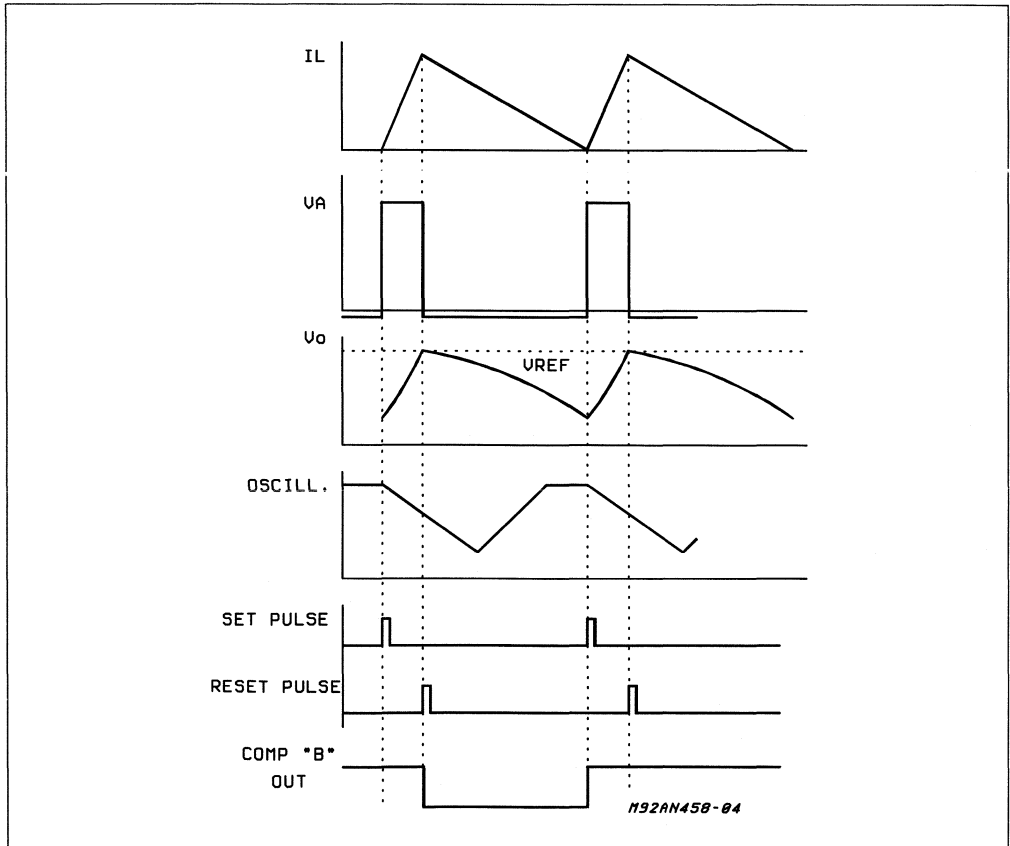 IL
VA
Vo
VREF
OSCILL.
SET PULSE
RESET PULSE
COMP "B"
OUT
M92AN458-04